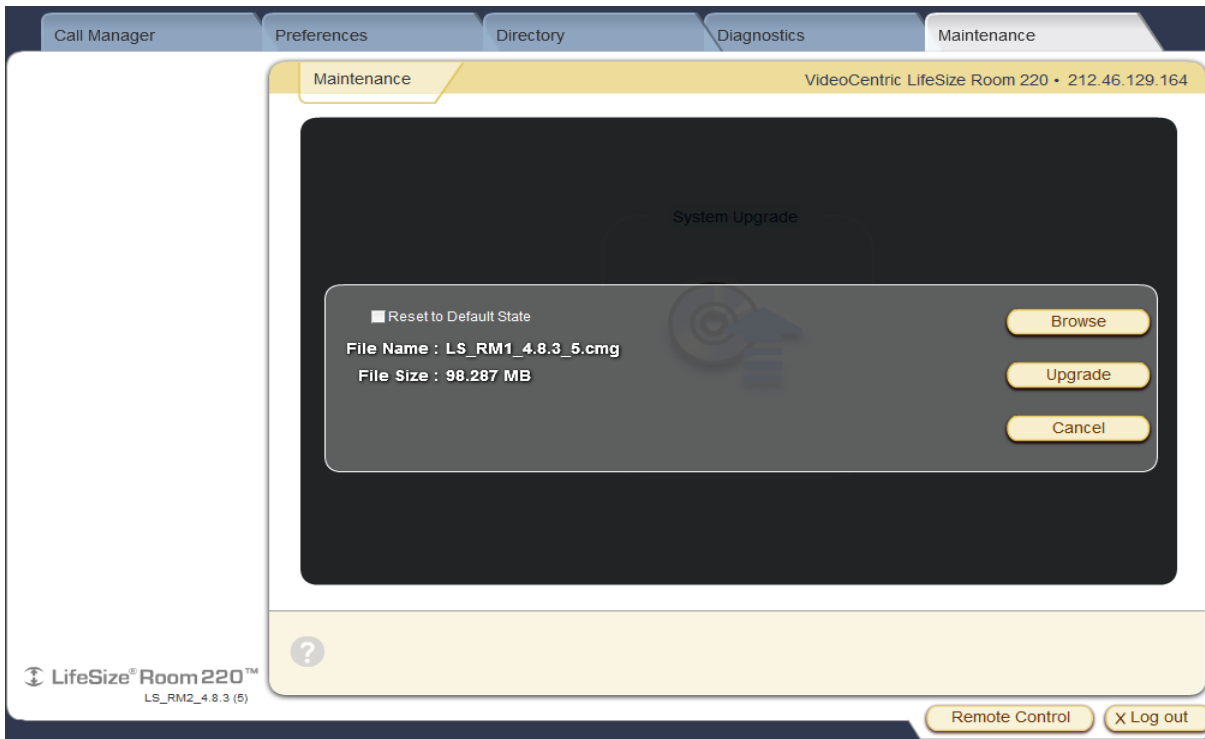 Call Manager
Preferences
Directory
Diagnostics
Maintenance
Maintenance
VideoCentric LifeSize Room 220 • 212.46.129.164
System Upgrade
Reset to Default State
File Name : LS_RM1_4.8.3_5.cmg
File Size : 98.287 MB
Browse
Upgrade
Cancel
?
LifeSize® Room 220™
LS_RM2_4.8.3 (5)
Remote Control
X Log out